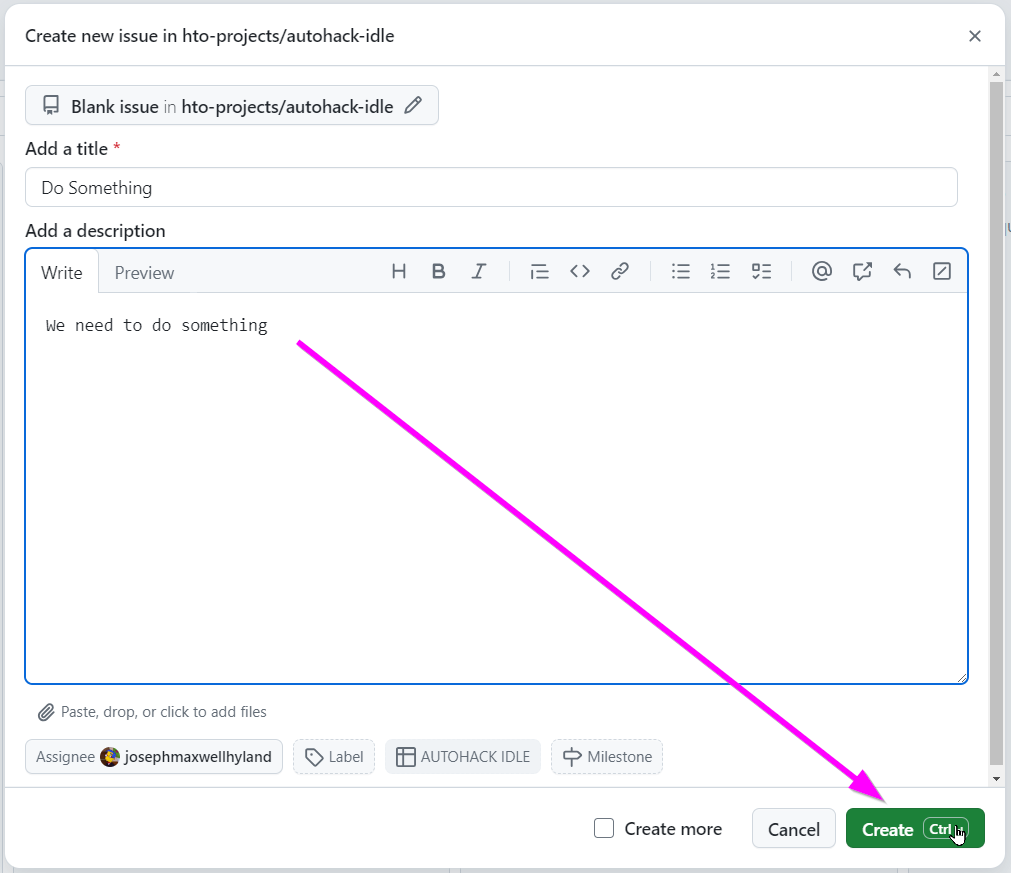 Create new issue in hto-projects/autohack-idle
Blank issue in hto-projects/autohack-idle
Add a title *
Do Something
Add a description
Write Preview
We need to do something
Paste, drop, or click to add files
Assignee josephmaxwellhyland Label AUTOHACK IDLE Milestone
Create more Cancel Create Ctrl